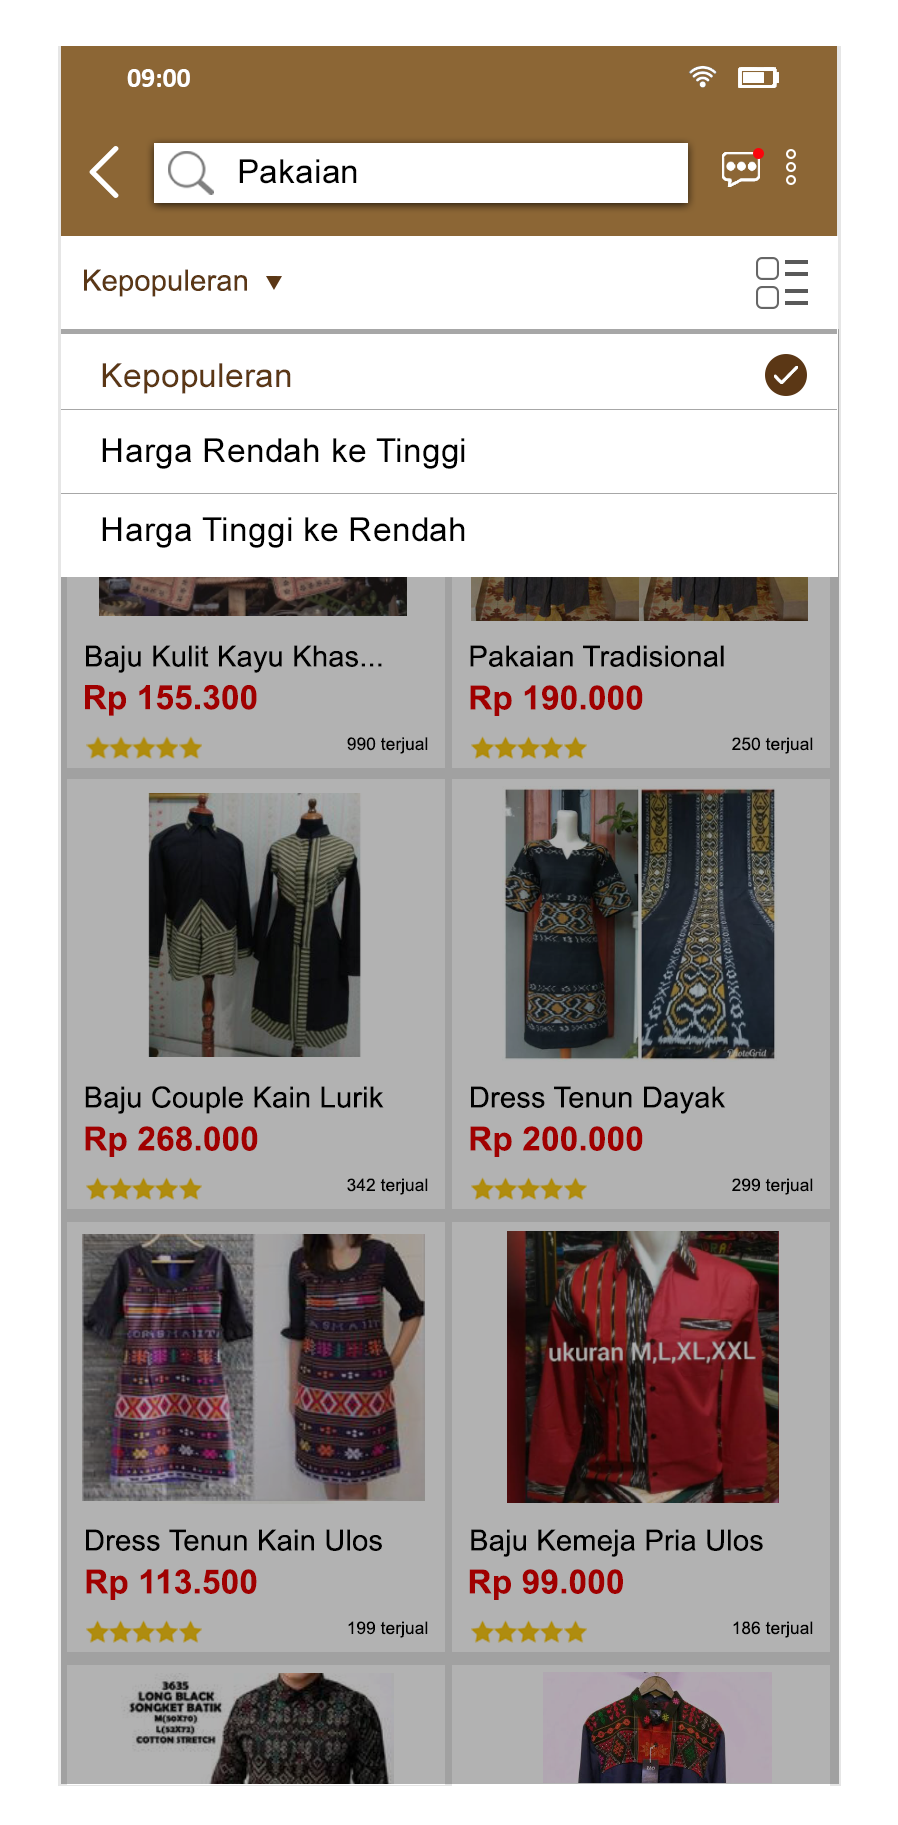 09:00
Pakaian
Kepopuleran
Kepopuleran
Harga Rendah ke Tinggi
Harga Tinggi ke Rendah
Baju Kulit Kayu Khas...
Rp 155.300
990 terjual
Pakaian Tradisional
Rp 190.000
250 terjual
PhotoGrid
Baju Couple Kain Lurik
Rp 268.000
342 terjual
Dress Tenun Dayak
Rp 200.000
299 terjual
ukuran M,L,XL,XXL
Dress Tenun Kain Ulos
Rp 113.500
199 terjual
Baju Kemeja Pria Ulos
Rp 99.000
186 terjual
3635
LONG BLACK
SONGKET BATIK
M(50X70)
L(52X72)
COTTON STRETCH